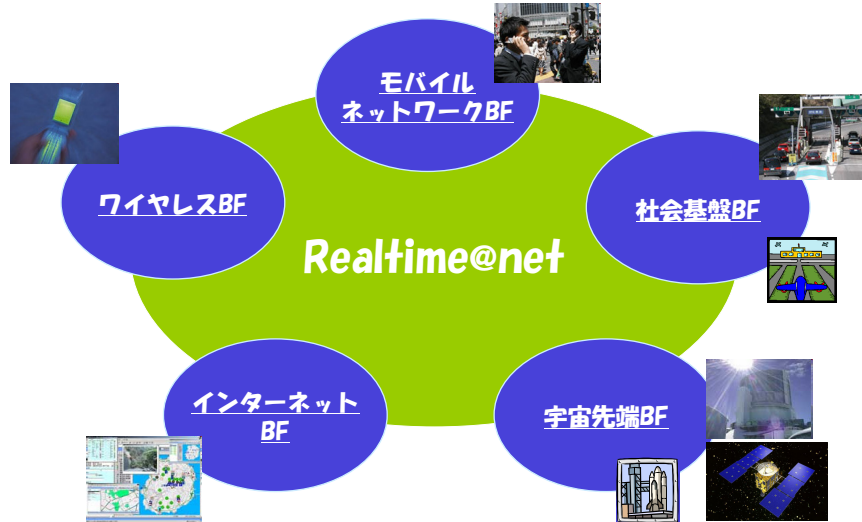 モバイル
ネットワークBF
ワイヤレスBF
社会基盤BF
Realtime@net
インターネット
BF
宇宙先端BF